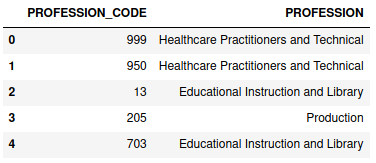 PROFESSION_CODE PROFESSION
0 999 Healthcare Practitioners and Technical
1 950 Healthcare Practitioners and Technical
2 13 Educational Instruction and Library
3 205 Production
4 703 Educational Instruction and Library